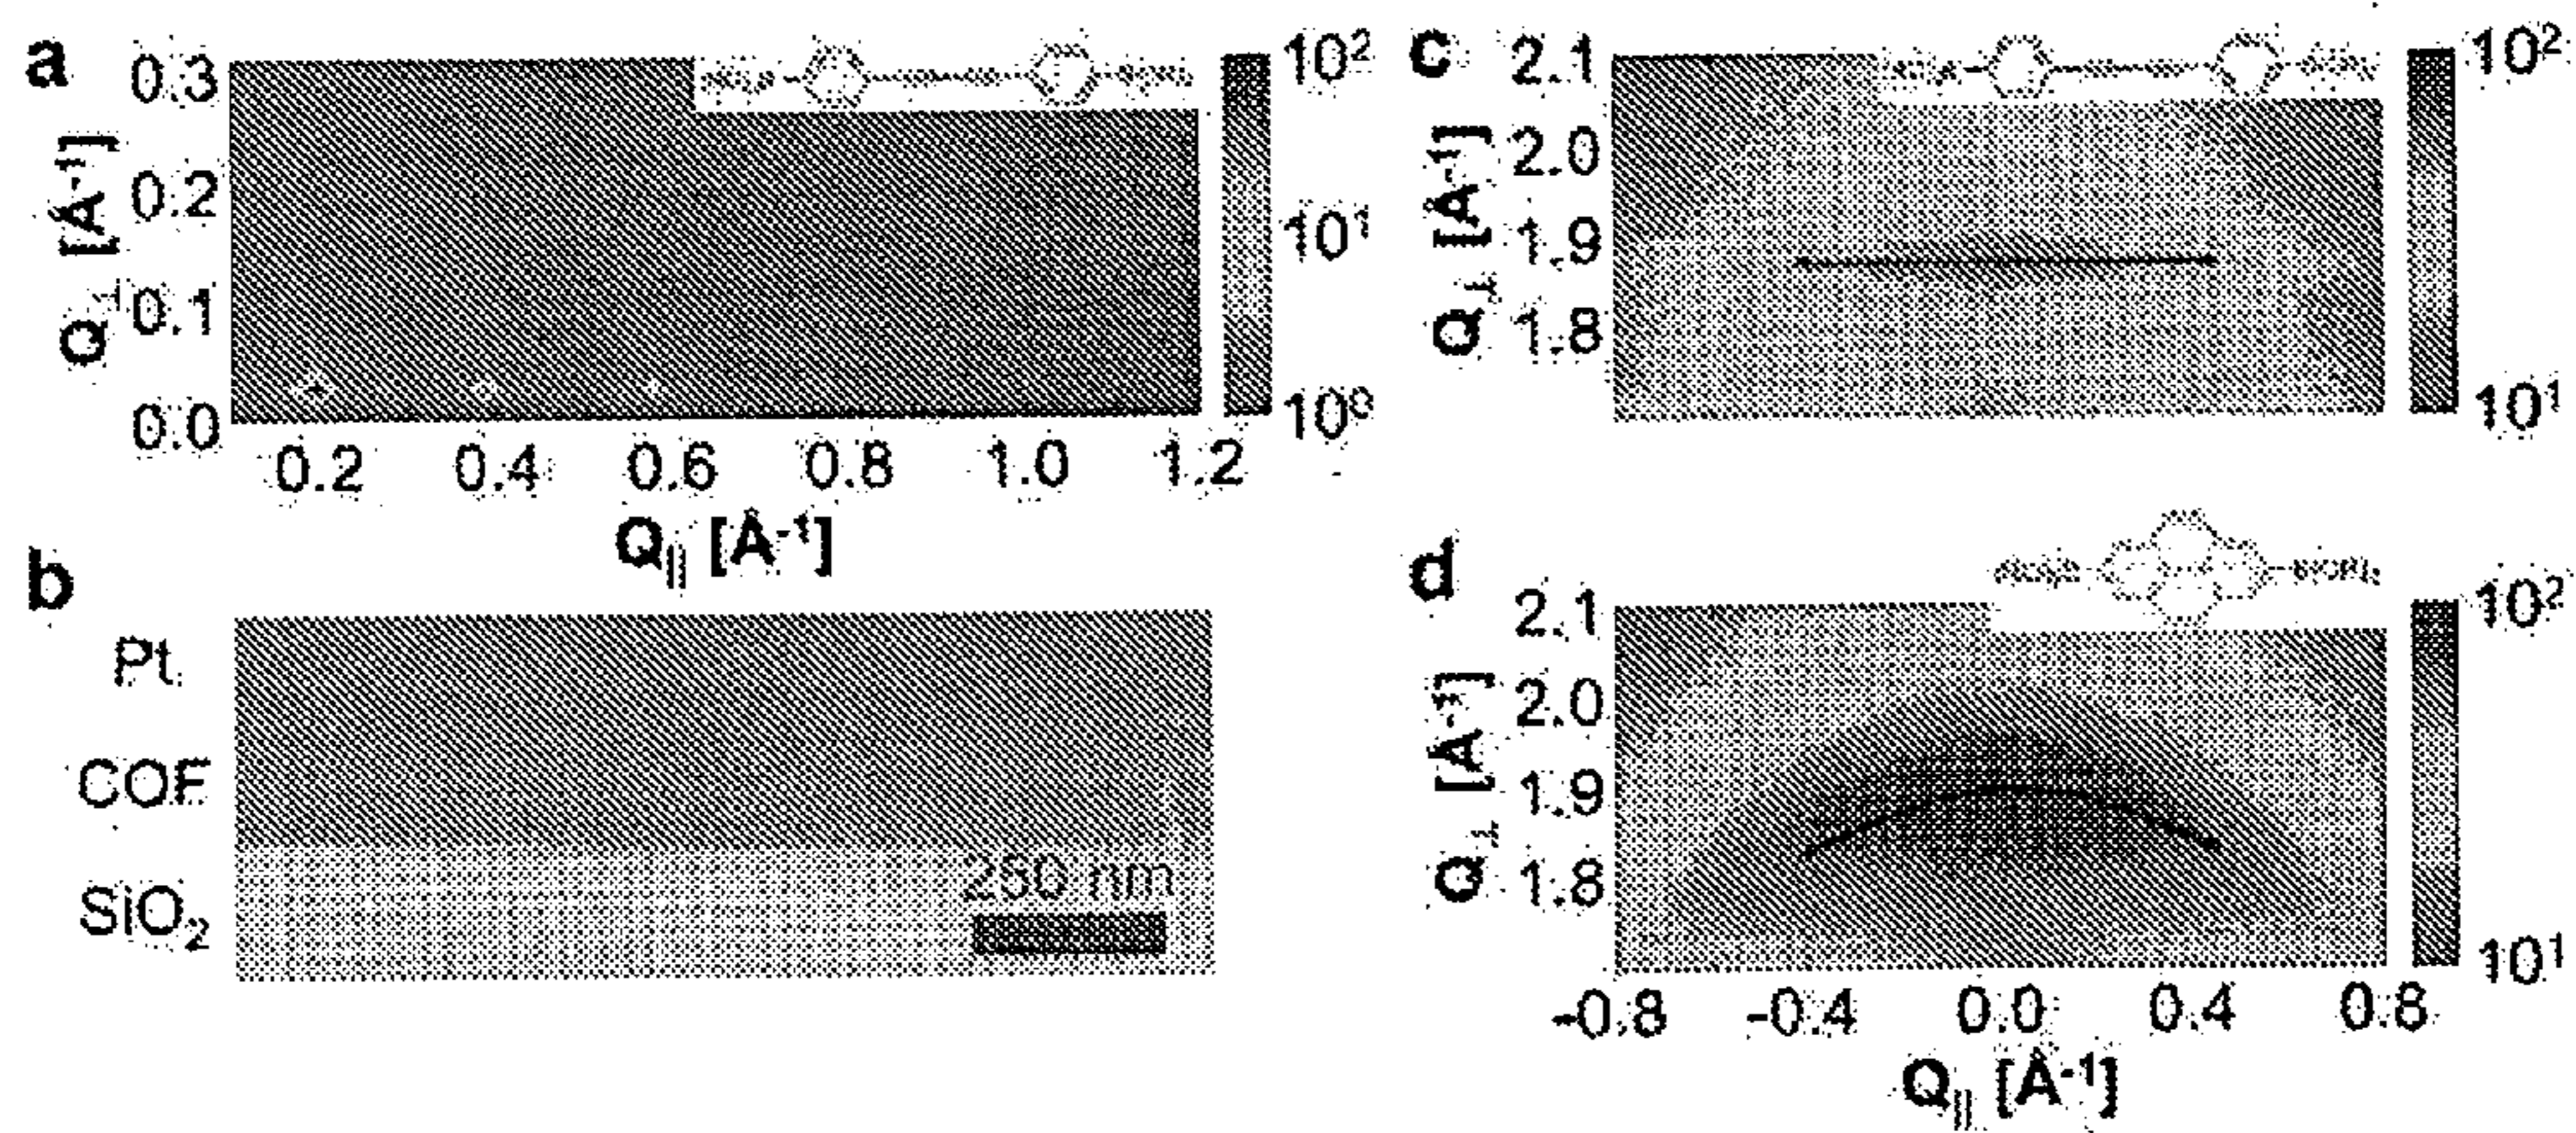 a
0.3
0.2
0.1
0.0
Q⊥ [Å-1]
0.2 0.4 0.6 0.8 1.0 1.2
Q|| [Å-1]
10²
10¹
10⁰
b
Pt
COF
SiO₂
250 nm
c
2.1
2.0
1.9
1.8
Q⊥ [Å-1]
10²
10¹
d
2.1
2.0
1.9
1.8
Q⊥ [Å-1]
-0.8 -0.4 0.0 0.4 0.8
Q|| [Å-1]
10²
10¹